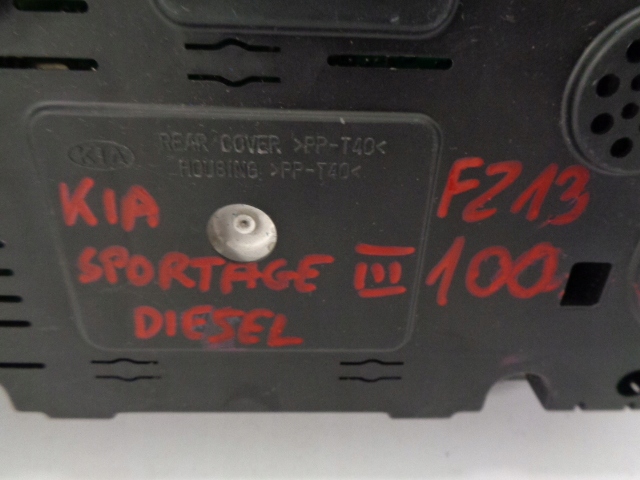 REAR COVER >PP-T40<
KIA HOUSING >PP-T40<
KIA FZ13
SPORTAGE III 100
DIESEL